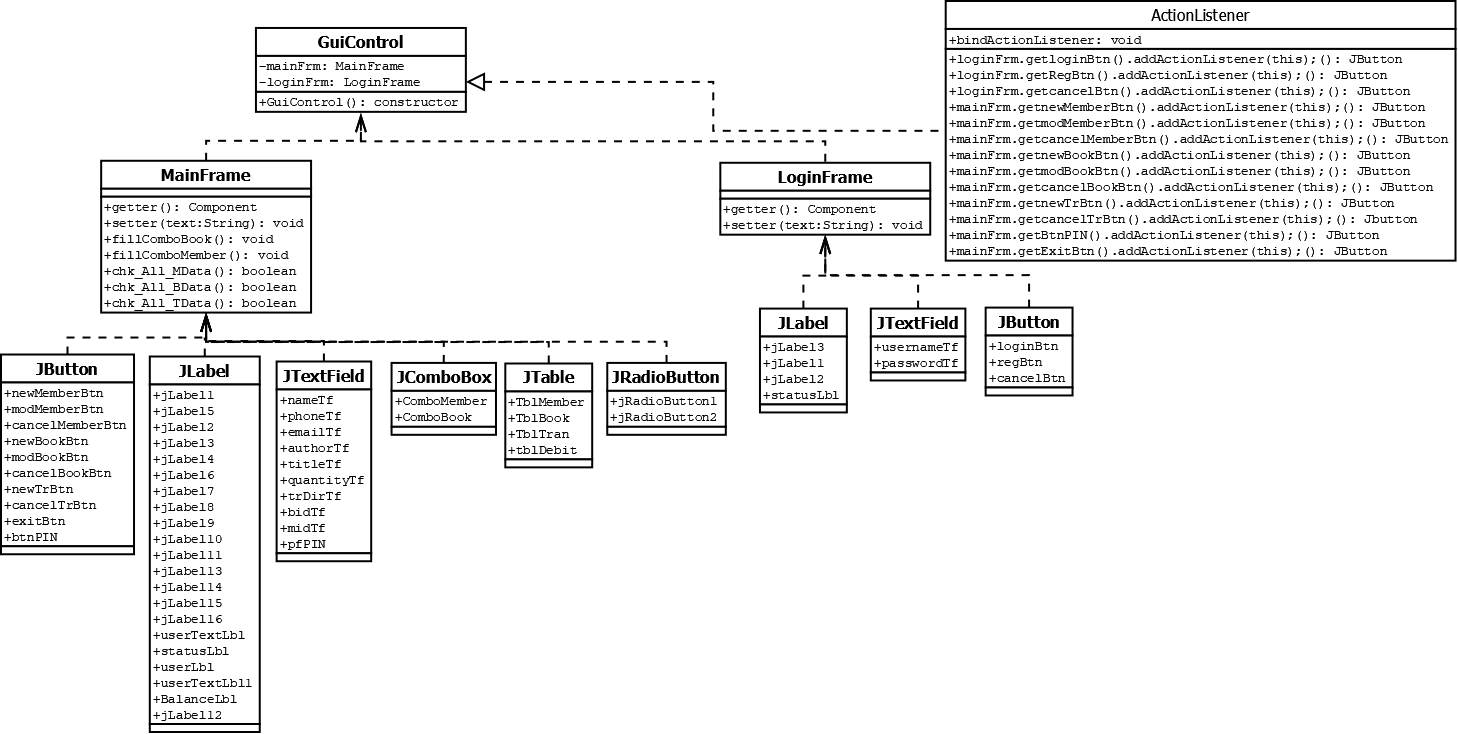 GuiControl
-mainFrm: MainFrame
-loginFrm: LoginFrame
+GuiControl(): constructor
ActionListener
+bindActionListener: void
+loginFrm.getloginBtn().addActionListener(this);(): JButton
+loginFrm.getRegBtn().addActionListener(this);(): JButton
+loginFrm.getcancelBtn().addActionListener(this);(): JButton
+mainFrm.getnewMemberBtn().addActionListener(this);(): JButton
+mainFrm.getmodMemberBtn().addActionListener(this);(): JButton
+mainFrm.getcancelMemberBtn().addActionListener(this);(): JButton
+mainFrm.getnewBookBtn().addActionListener(this);(): JButton
+mainFrm.getmodBookBtn().addActionListener(this);(): JButton
+mainFrm.getcancelBookBtn().addActionListener(this);(): JButton
+mainFrm.getnewTrBtn().addActionListener(this);(): JButton
+mainFrm.getcancelTrBtn().addActionListener(this);(): Jbutton
+mainFrm.getBtnPIN().addActionListener(this);(): JButton
+mainFrm.getExitBtn().addActionListener(this);(): JButton
MainFrame
+getter(): Component
+setter(text:String): void
+fillComboBook(): void
+fillComboMember(): void
+chk_All_MData(): boolean
+chk_All_BData(): boolean
+chk_All_TData(): boolean
LoginFrame
+getter(): Component
+setter(text:String): void
JLabel
+jLabel3
+jLabel1
+jLabel2
+statusLbl
JTextField
+usernameTf
+passwordTf
JButton
+loginBtn
+regBtn
+cancelBtn
JButton
+newMemberBtn
+modMemberBtn
+cancelMemberBtn
+newBookBtn
+modBookBtn
+cancelBookBtn
+newTrBtn
+cancelTrBtn
+exitBtn
+btnPIN
JLabel
+jLabel1
+jLabel5
+jLabel2
+jLabel3
+jLabel4
+jLabel6
+jLabel7
+jLabel8
+jLabel9
+jLabel10
+jLabel11
+jLabel13
+jLabel14
+jLabel15
+jLabel16
+userTextLbl
+statusLbl
+userLbl
+userTextLbl1
+BalanceLbl
+jLabel12
JTextField
+nameTf
+phoneTf
+emailTf
+authorTf
+titleTf
+quantityTf
+trDirTf
+bidTf
+midTf
+pfPIN
JComboBox
+ComboMember
+ComboBook
JTable
+TblMember
+TblBook
+TblTran
+tblDebit
JRadioButton
+jRadioButton1
+jRadioButton2